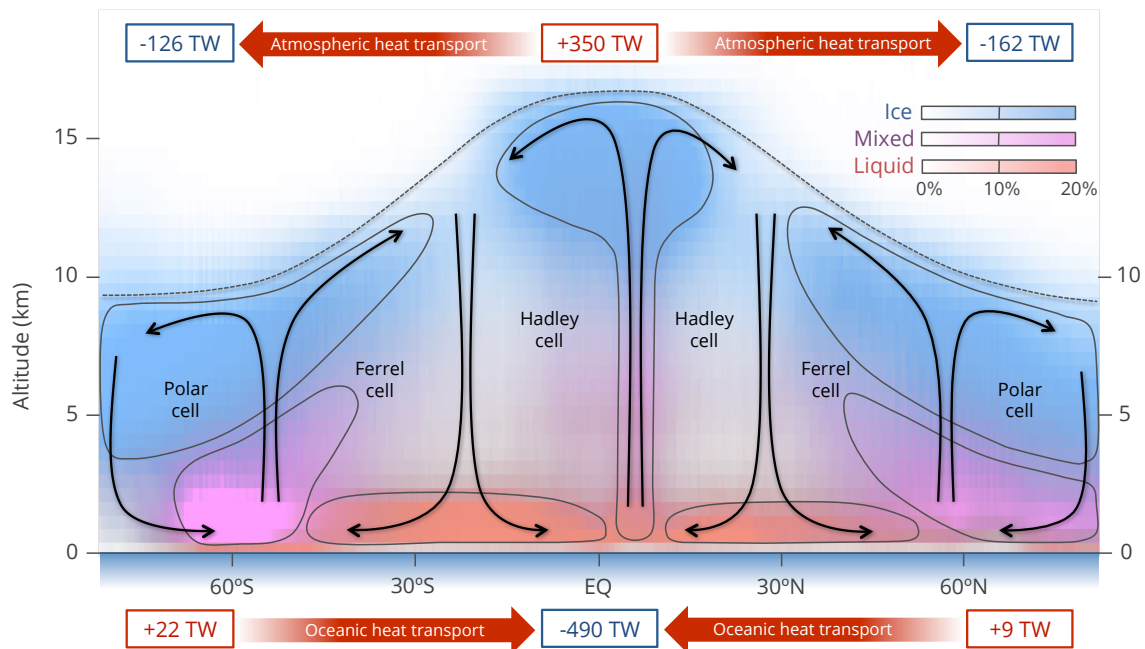 -126 TW
Atmospheric heat transport
+350 TW
Atmospheric heat transport
-162 TW
Ice
Mixed
Liquid
0%
10%
20%
Altitude (km)
15
10
5
0
10
5
0
Hadley
cell
Hadley
cell
Ferrel
cell
Ferrel
cell
Polar
cell
Polar
cell
60ºS
30ºS
EQ
30ºN
60ºN
+22 TW
Oceanic heat transport
-490 TW
Oceanic heat transport
+9 TW